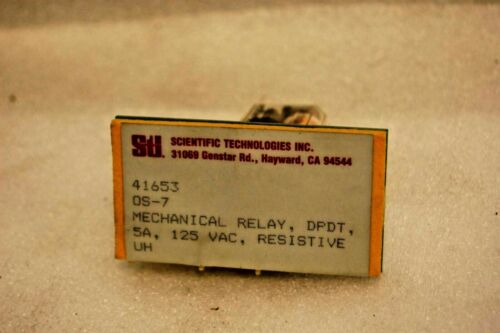 STI SCIENTIFIC TECHNOLOGIES INC.
31069 Genstar Rd., Hayward, CA 94544
41653
OS-7
MECHANICAL RELAY, DPDT,
5A, 125 VAC, RESISTIVE
UH